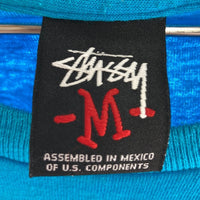 STÜSSY
M
ASSEMBLED IN MEXICO
OF U.S. COMPONENTS